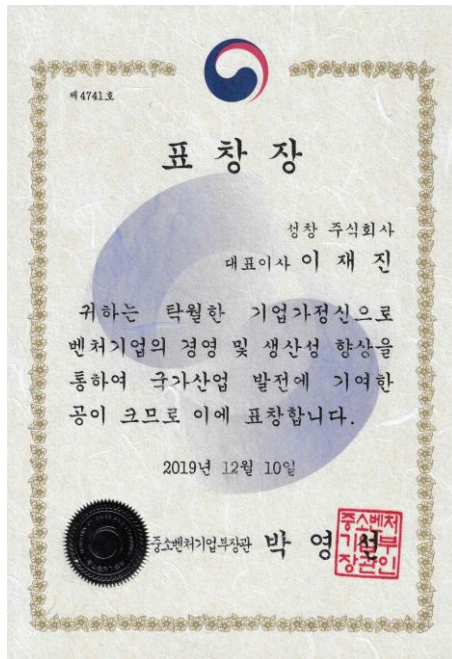 제 4741 호
표 창 장
성창 주식회사
대표이사 이 재 진
귀하는 탁월한 기업가정신으로
벤처기업의 경영 및 생산성 향상을
통하여 국가산업 발전에 기여한
공이 크므로 이에 표창합니다.
2019년 12월 10일
중소벤처기업부장관 박 영 선
중소벤처
기업부
장관인